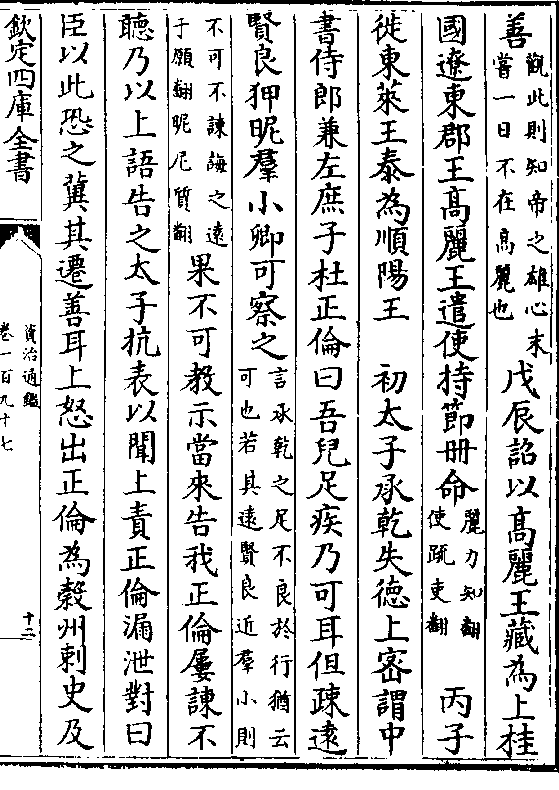 善觀此則知帝之雄心未嘗一日不在高麗也戊辰詔以高麗王藏為上柱
國遼東郡王高麗王遣使持節冊命麗力知翻使疏吏翻丙子
徙東萊王泰為順陽王　初太子承乾失徳上密謂中
書侍郎兼左庶子杜正倫曰吾兒足疾乃可耳但疎遠
賢良狎昵羣小卿可察之言承乾之足不良於行猶云可也若其遠賢良近羣小則
不可不諫誨之遠于願翻昵尼質翻果不可教示當來告我正倫屢諫不
聽乃以上語告之太子抗表以聞上責正倫漏泄對曰
臣以此恐之冀其遷善耳上怒出正倫為糓州刺史及
欽定四庫全書
資治通鑑
卷一百九十七
十二